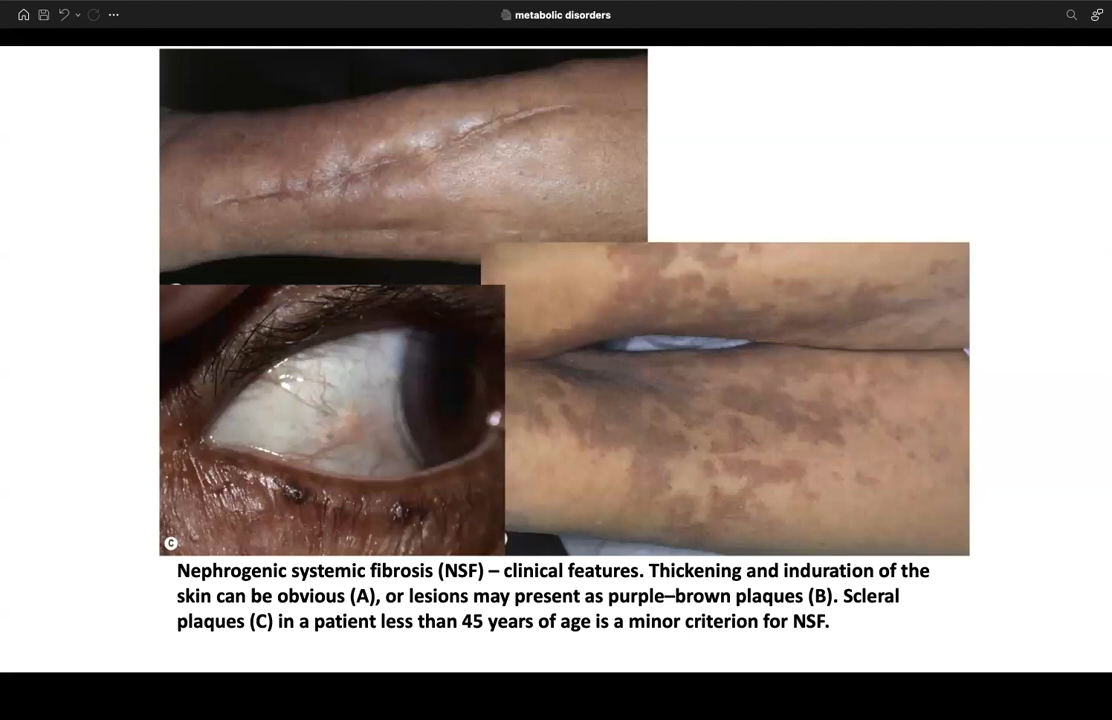 metabolic disorders
C
Nephrogenic systemic fibrosis (NSF) – clinical features. Thickening and induration of the
skin can be obvious (A), or lesions may present as purple–brown plaques (B). Scleral
plaques (C) in a patient less than 45 years of age is a minor criterion for NSF.